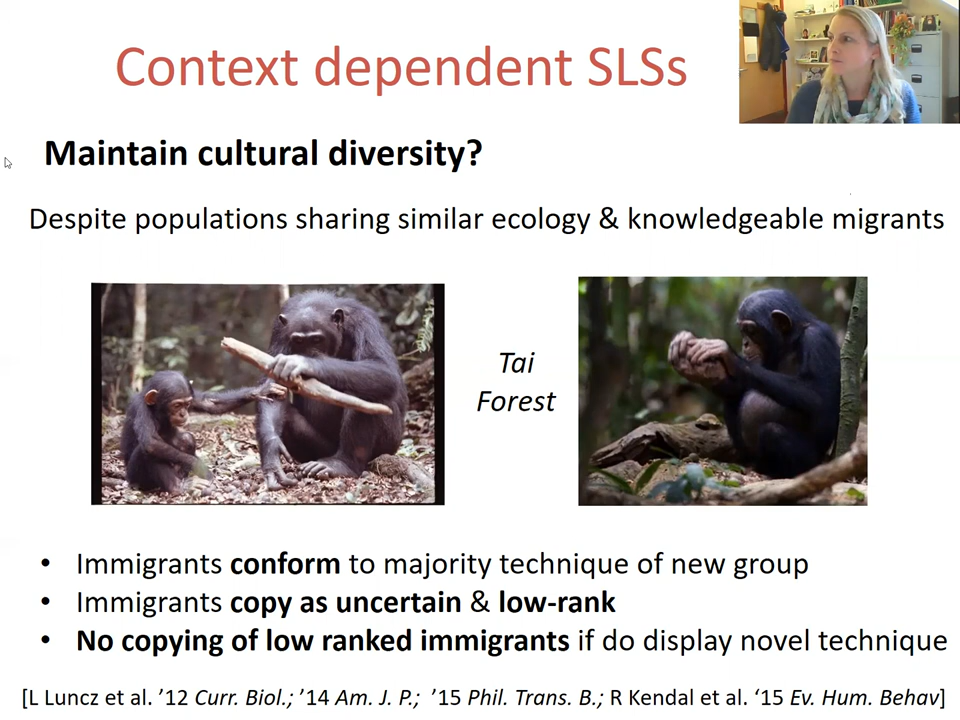 Context dependent SLSs
Maintain cultural diversity?
Despite populations sharing similar ecology & knowledgeable migrants
Tai
Forest
• Immigrants conform to majority technique of new group
• Immigrants copy as uncertain & low-rank
• No copying of low ranked immigrants if do display novel technique
[L Luncz et al. ’12 Curr. Biol.; ’14 Am. J. P.; ’15 Phil. Trans. B.; R Kendal et al. ‘15 Ev. Hum. Behav]